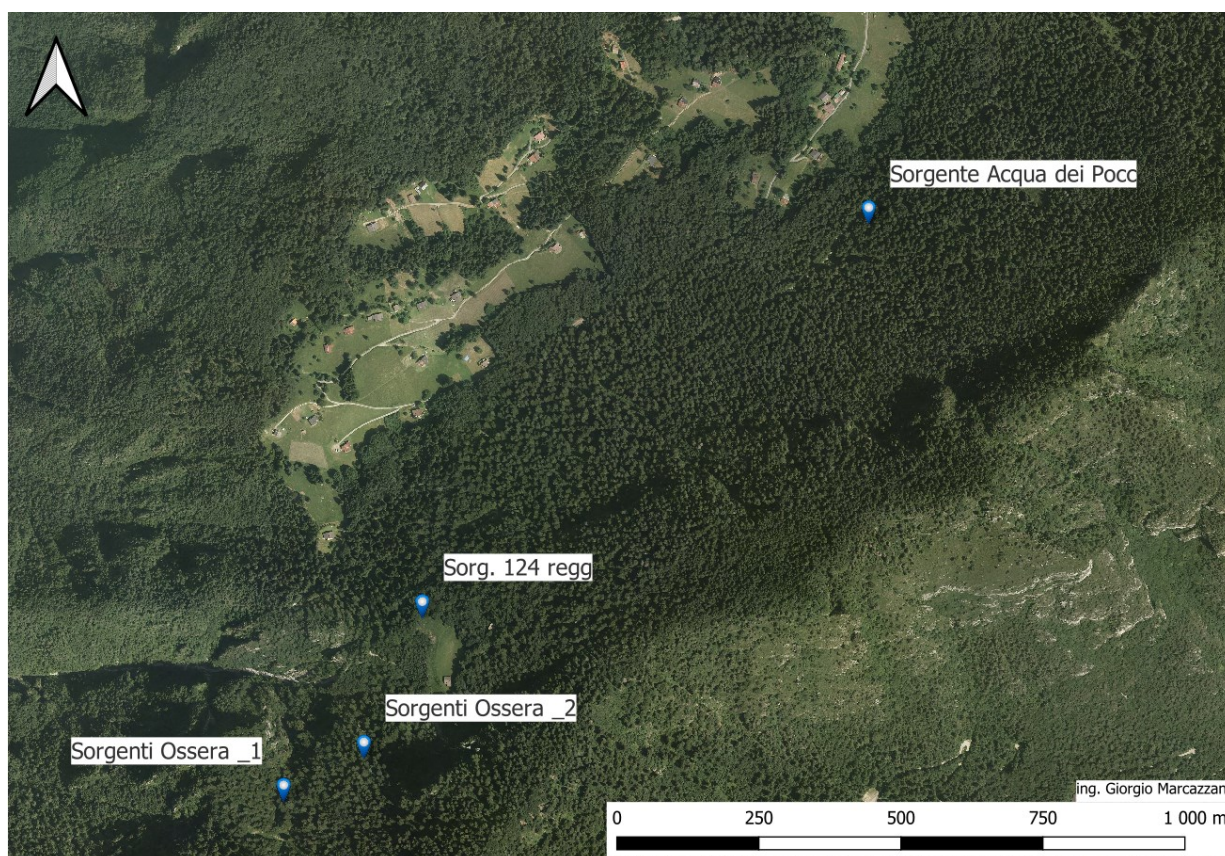 Sorgente Acqua dei Pocc
Sorg. 124 regg
Sorgenti Ossera _2
Sorgenti Ossera _1
ing. Giorgio Marcazzan
0 250 500 750 1 000 m